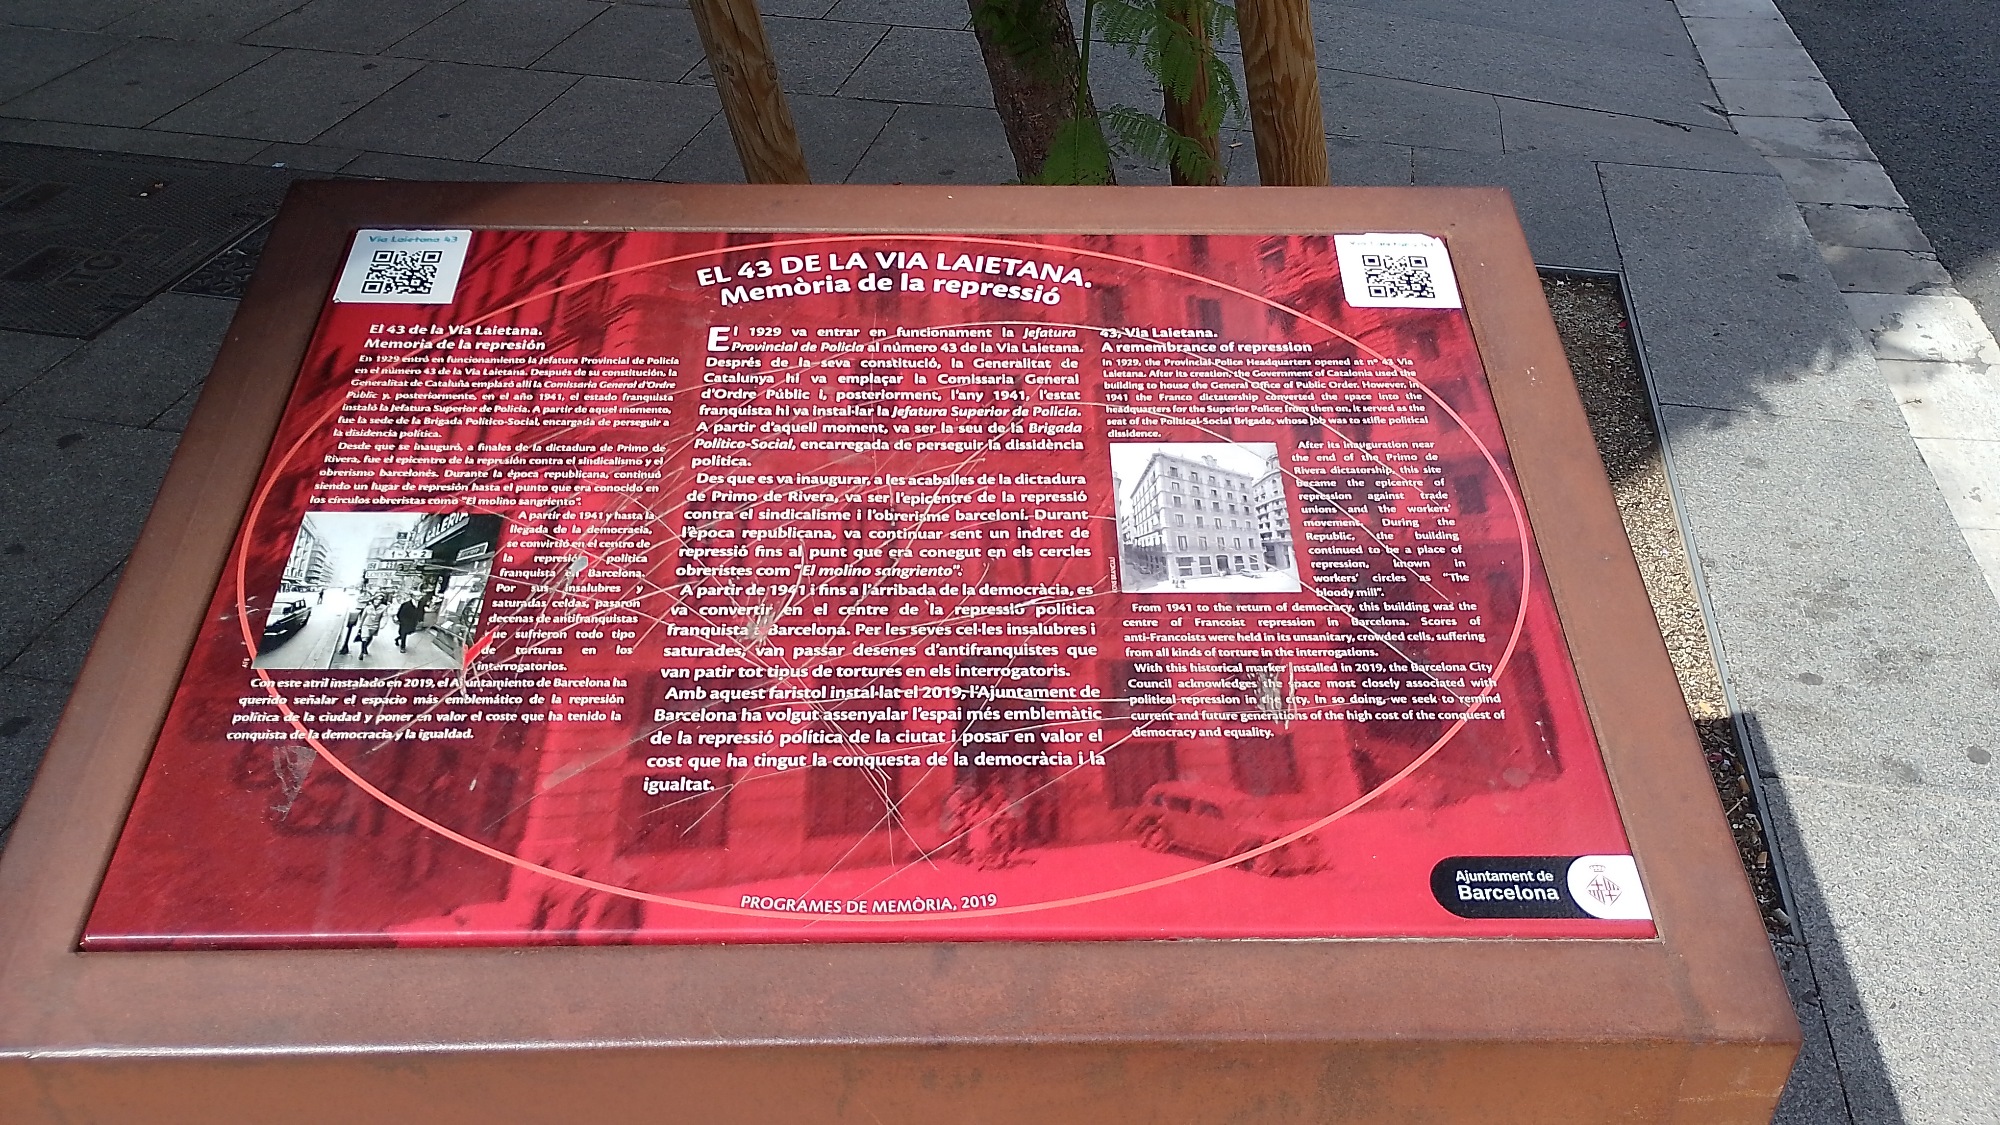 Via Laietana 43
EL 43 DE LA VIA LAIETANA.
Memòria de la repressió
El 43 de la Vía Laietana.
Memoria de la represión
En 1929 entró en funcionamiento la Jefatura Provincial de Policía
en el número 43 de la Vía Laietana. Después de su constitución, la
Generalitat de Cataluña emplazó allí la Comissaria General d'Ordre
Públic y, posteriormente, en el año 1941, el estado franquista
instaló la Jefatura Superior de Policía. A partir de aquel momento,
fue la sede de la Brigada Político-Social, encargada de perseguir a
la disidencia política.
Desde que se inauguró, a finales de la dictadura de Primo de
Rivera, fue el epicentro de la represión contra el sindicalismo y el
obrerismo barcelonés. Durante la época republicana, continuó
siendo un lugar de represión hasta el punto que era conocido en
los círculos obreristas como "El molino sangriento".
A partir de 1941 y hasta la
llegada de la democracia,
se convirtió en el centro de
la represión política
franquista en Barcelona.
Por sus insalubres y
saturadas celdas, pasaron
decenas de antifranquistas
que sufrieron todo tipo
de torturas en los
interrogatorios.
Con este atril instalado en 2019, el Ajuntamiento de Barcelona ha
querido señalar el espacio más emblemático de la represión
política de la ciudad y poner en valor el coste que ha tenido la
conquista de la democracia y la igualdad.
El 1929 va entrar en funcionament la Jefatura
Provincial de Policía al número 43 de la Via Laietana.
Després de la seva constitució, la Generalitat de
Catalunya hi va emplaçar la Comissaria General
d'Ordre Públic i, posteriorment, l'any 1941, l'estat
franquista hi va instal·lar la Jefatura Superior de Policía.
A partir d'aquell moment, va ser la seu de la Brigada
Político-Social, encarregada de perseguir la dissidència
política.
Des que es va inaugurar, a les acaballes de la dictadura
de Primo de Rivera, va ser l'epicentre de la repressió
contra el sindicalisme i l'obrerisme barceloní. Durant
l'època republicana, va continuar sent un indret de
repressió fins al punt que era conegut en els cercles
obreristes com "El molino sangriento".
A partir de 1941 i fins a l'arribada de la democràcia, es
va convertir en el centre de la repressió política
franquista a Barcelona. Per les seves cel·les insalubres i
saturades, van passar desenes d'antifranquistes que
van patir tot tipus de tortures en els interrogatoris.
Amb aquest faristol instal·lat el 2019, l'Ajuntament de
Barcelona ha volgut assenyalar l'espai més emblemàtic
de la repressió política de la ciutat i posar en valor el
cost que ha tingut la conquesta de la democràcia i la
igualtat.
43, Via Laietana.
A remembrance of repression
In 1929, the Provincial Police Headquarters opened at nº 43 Via
Laietana. After its creation, the Government of Catalonia used the
building to house the General Office of Public Order. However, in
1941 the Franco dictatorship converted the space into the
headquarters for the Superior Police; from then on, it served as the
seat of the Political-Social Brigade, whose job was to stifle political
dissidence.
After its inauguration near
the end of the Primo de
Rivera dictatorship, this site
became the epicentre of
repression against trade
unions and the workers'
movement. During the
Republic, the building
continued to be a place of
repression, known in
workers' circles as "The
bloody mill".
From 1941 to the return of democracy, this building was the
centre of Francoist repression in Barcelona. Scores of
anti-Francoists were held in its unsanitary, crowded cells, suffering
from all kinds of torture in the interrogations.
With this historical marker installed in 2019, the Barcelona City
Council acknowledges the space most closely associated with
political repression in the city. In so doing, we seek to remind
current and future generations of the high cost of the conquest of
democracy and equality.
PROGRAMES DE MEMÒRIA, 2019
Ajuntament de
Barcelona